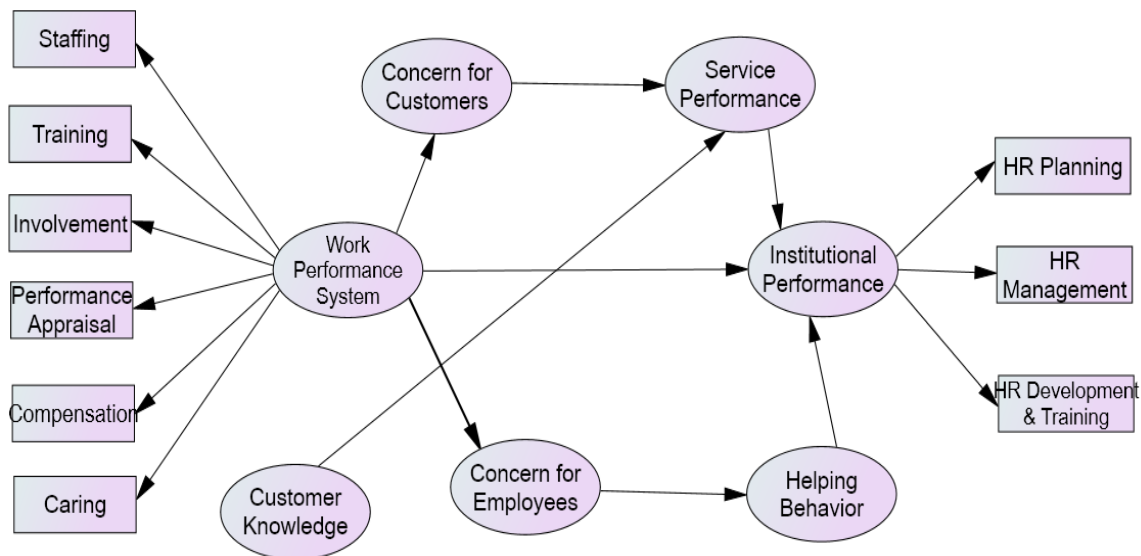 Staffing
Training
Involvement
Performance
Appraisal
Compensation
Caring
Work
Performance
System
Customer
Knowledge
Concern for
Customers
Concern for
Employees
Service
Performance
Institutional
Performance
Helping
Behavior
HR Planning
HR
Management
HR Development
& Training